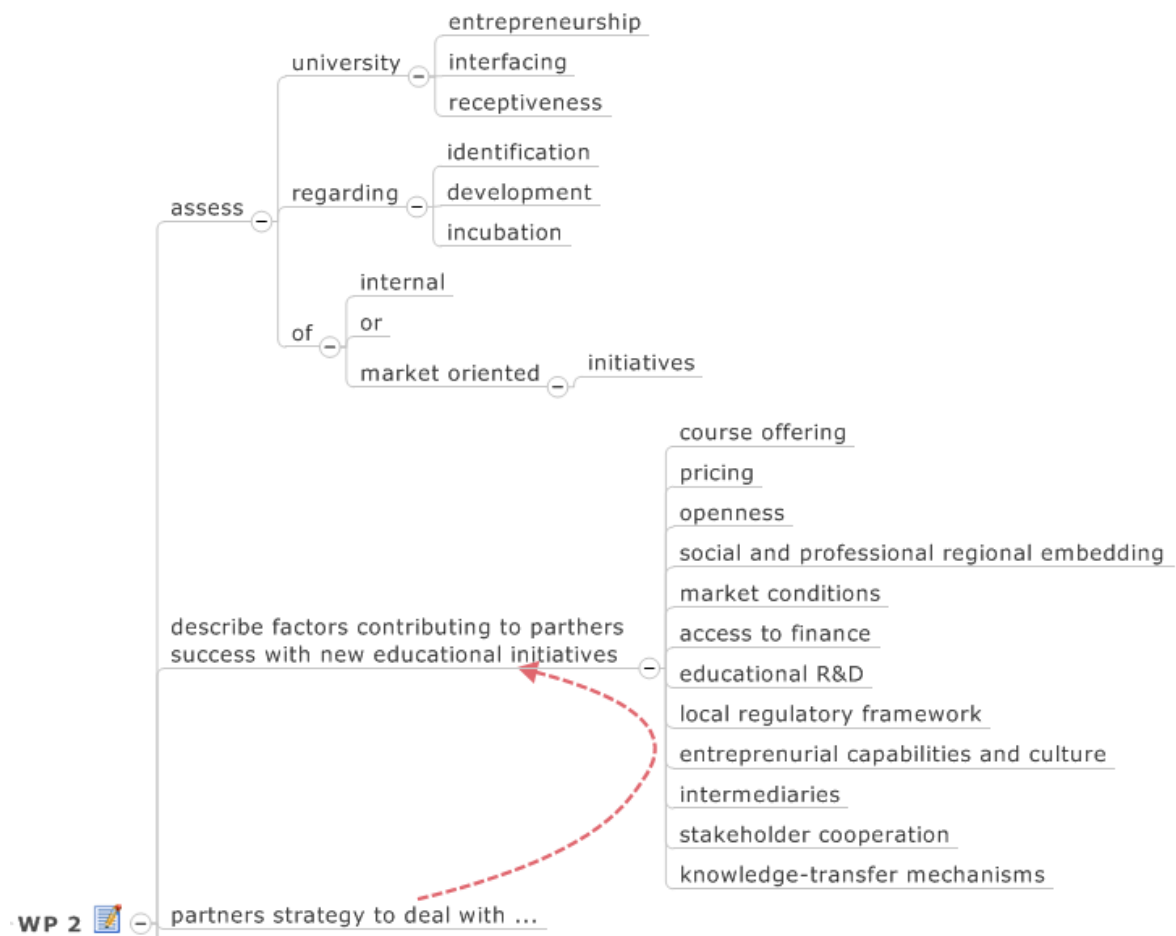 entrepreneurship
university
interfacing
receptiveness
identification
regarding
development
assess
incubation
internal
of
or
market oriented
initiatives
course offering
pricing
openness
social and professional regional embedding
market conditions
describe factors contributing to parthers
success with new educational initiatives
access to finance
educational R&D
local regulatory framework
entreprenurial capabilities and culture
intermediaries
stakeholder cooperation
knowledge-transfer mechanisms
WP 2
partners strategy to deal with ...